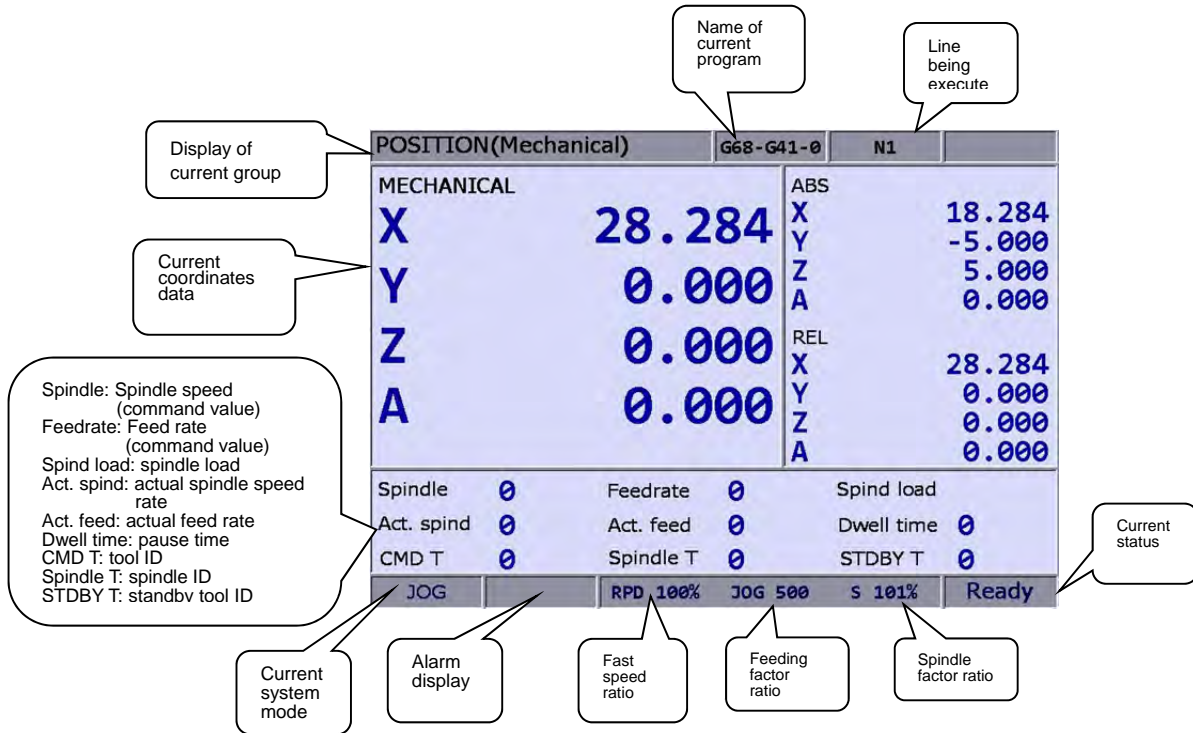 Name of
current
program
Line
being
execute
Display of
current group
POSITION(Mechanical)
G68-G41-0
N1
Current
coordinates
data
MECHANICAL
X 28.284
Y 0.000
Z 0.000
A 0.000
ABS
X 18.284
Y -5.000
Z 5.000
A 0.000
REL
X 28.284
Y 0.000
Z 0.000
A 0.000
Spindle: Spindle speed
(command value)
Feedrate: Feed rate
(command value)
Spind load: spindle load
Act. spind: actual spindle speed
rate
Act. feed: actual feed rate
Dwell time: pause time
CMD T: tool ID
Spindle T: spindle ID
STDBY T: standby tool ID
Spindle 0 Feedrate 0 Spind load
Act. spind 0 Act. feed 0 Dwell time 0
CMD T 0 Spindle T 0 STDBY T 0
JOG RPD 100% JOG 500 S 101% Ready
Current
status
Current
system
mode
Alarm
display
Fast
speed
ratio
Feeding
factor
ratio
Spindle
factor ratio